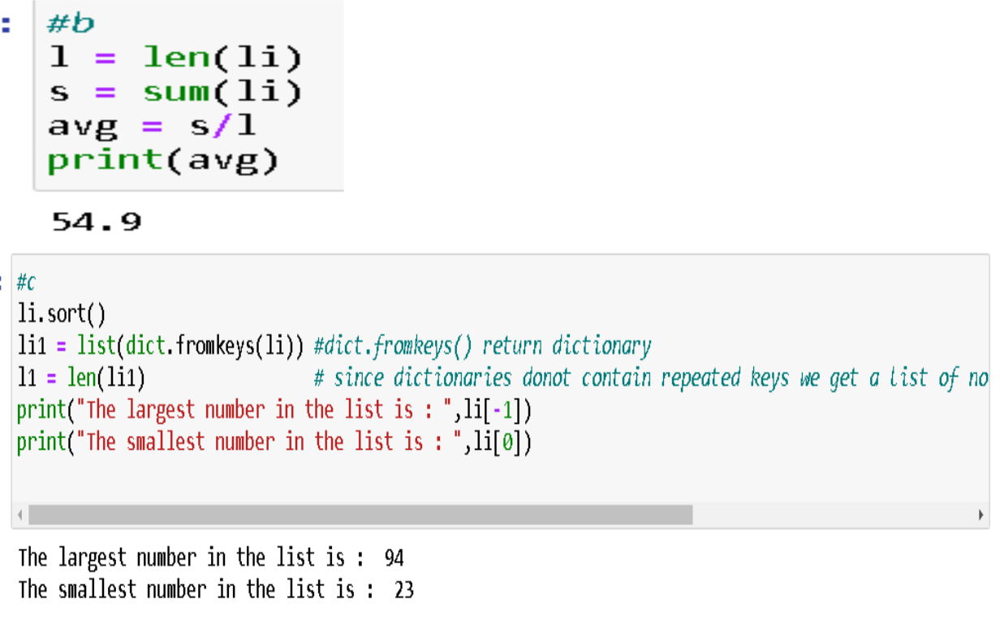 #b
l = len(li)
s = sum(li)
avg = s/l
print(avg)
54.9
#c
li.sort()
li1 = list(dict.fromkeys(li)) #dict.fromkeys() return dictionary
l1 = len(li1) # since dictionaries donot contain repeated keys we get a list of no
print("The largest number in the list is : ",li[-1])
print("The smallest number in the list is : ",li[0])
The largest number in the list is : 94
The smallest number in the list is : 23